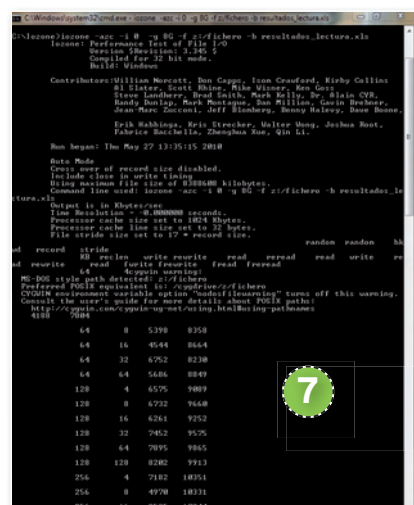 C:\Windows\system32\cmd.exe - iozone -azc -i 0 -g 8G -f z:/fichero -b resultados_lectura.xls
C:\Iozone>iozone -azc -i 0 -g 8G -f z:/fichero -b resultados_lectura.xls
Iozone: Performance Test of File I/O
Version $Revision: 3.345 $
Compiled for 32 bit mode.
Build: Windows
Contributors:William Norcott, Don Capps, Isom Crawford, Kirby Collins
Al Slater, Scott Rhine, Mike Wisner, Ken Goss
Steve Landherr, Brad Smith, Mark Kelly, Dr. Alain CYR,
Randy Dunlap, Mark Montague, Dan Million, Gavin Brebner,
Jean-Marc Zucconi, Jeff Blomberg, Benny Halevy, Dave Boone,
Erik Habbinga, Kris Strecker, Walter Wong, Joshua Root,
Fabrice Bacchella, Zhenghua Xue, Qin Li.
Run began: Thu May 27 13:35:15 2010
Auto Mode
Cross over of record size disabled.
Include close in write timing
Using maximum file size of 8388608 kilobytes.
Command line used: iozone -azc -i 0 -g 8G -f z:/fichero -b resultados_le
ctura.xls
Output is in Kbytes/sec
Time Resolution = -0.000000 seconds.
Processor cache size set to 1024 Kbytes.
Processor cache line size set to 32 bytes.
File stride size set to 17 * record size.
random random bk
wd record stride
KB reclen write rewrite read reread read write re
ad rewrite read fwrite frewrite fread freread
64 4cygwin warning:
MS-DOS style path detected: z:/fichero
Preferred POSIX equivalent is: /cygdrive/z/fichero
CYGWIN environment variable option "nodosfilewarning" turns off this warning.
Consult the user's guide for more details about POSIX paths:
http://cygwin.com/cygwin-ug-net/using.html#using-pathnames
4188 7804
64 8 5398 8358
64 16 4544 8664
64 32 6752 8230
64 64 5686 8849
128 4 6575 9089
128 8 6732 9660
128 16 6261 9252
128 32 7452 9575
128 64 7895 9865
128 128 8202 9913
256 4 7182 10351
256 8 4970 10331
7